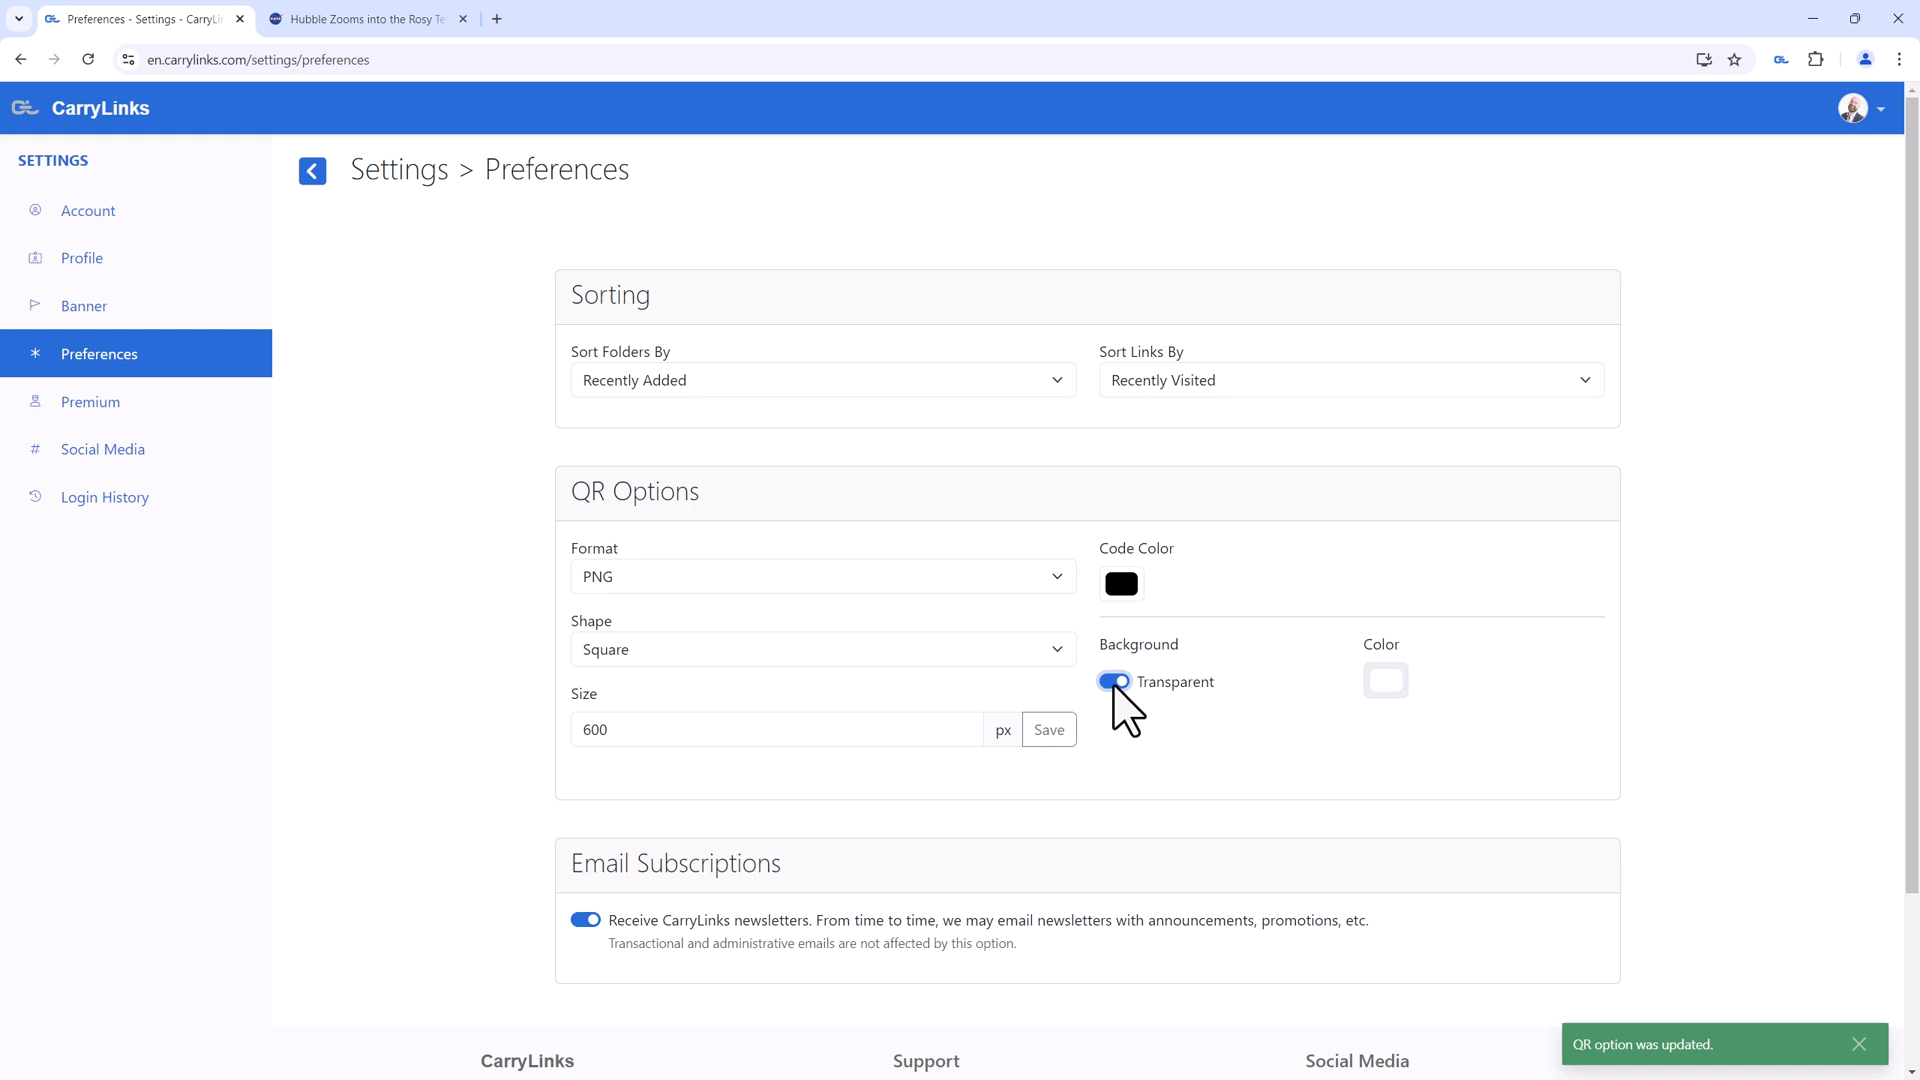 Preferences - Settings - CarryLi
Hubble Zooms into the Rosy Te
en.carrylinks.com/settings/preferences
CarryLinks
SETTINGS
Account
Profile
Banner
Preferences
Premium
Social Media
Login History
Settings > Preferences
Sorting
Sort Folders By
Recently Added
Sort Links By
Recently Visited
QR Options
Format
PNG
Shape
Square
Size
600
px
Save
Code Color
Background
Transparent
Color
Email Subscriptions
Receive CarryLinks newsletters. From time to time, we may email newsletters with announcements, promotions, etc.
Transactional and administrative emails are not affected by this option.
CarryLinks
Support
Social Media
QR option was updated.